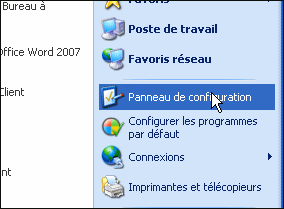 Bureau à
Poste de travail
Office Word 2007
Favoris réseau
Client
Panneau de configuration
Configurer les programmes
par défaut
Connexions
nt
Imprimantes et télécopieurs